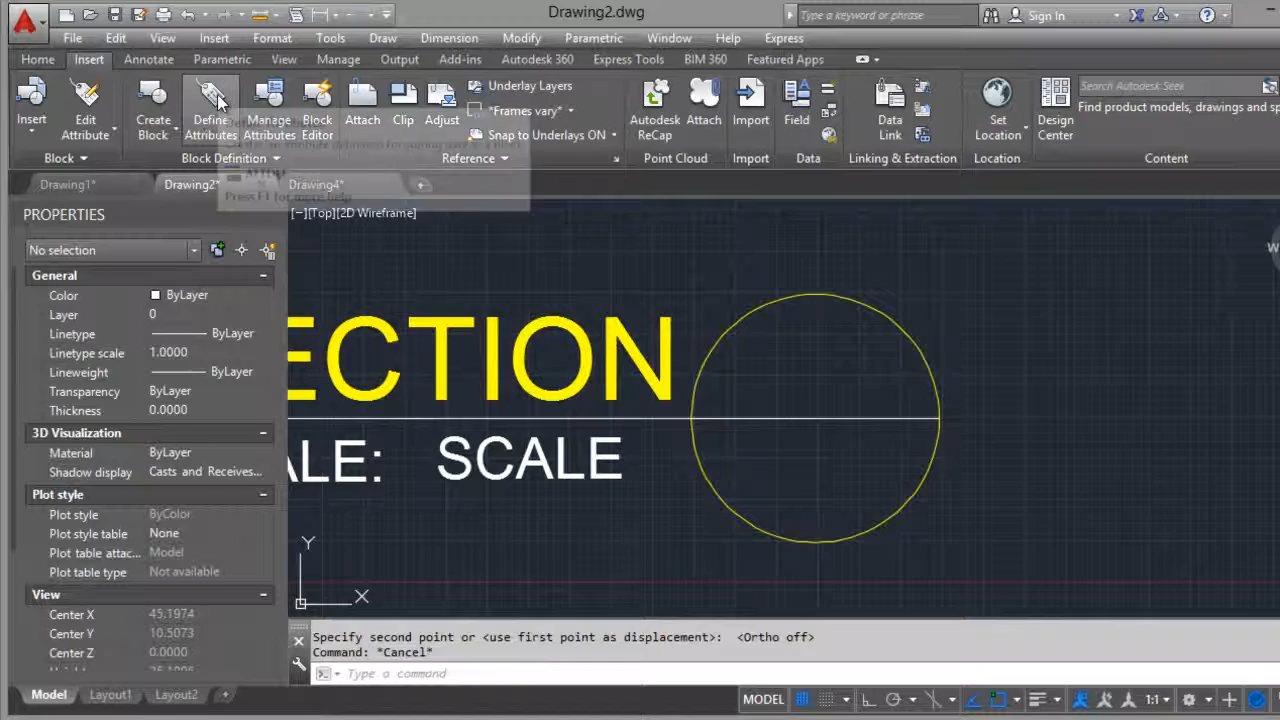 Drawing2.dwg
Type a keyword or phrase
Sign In
File Edit View Insert Format Tools Draw Dimension Modify Parametric Window Help Express
Home Insert Annotate Parametric View Manage Output Add-ins Autodesk 360 Express Tools BIM 360 Featured Apps
Insert
Edit
Attribute
Create
Block
Define
Attributes
Manage
Attributes
Block
Editor
Attach
Clip
Adjust
Underlay Layers
*Frames vary*
Snap to Underlays ON
Autodesk
ReCap
Attach
Import
Field
Data
Link
Set
Location
Design
Center
Search Autodesk Seek
Find product models, drawings and sp
Block
Block Definition
Reference
Point Cloud
Import
Data
Linking & Extraction
Location
Content
Press F1 for more help
Drawing1*
Drawing2*
Drawing4*
PROPERTIES
[−][Top][2D Wireframe]
No selection
General
Color ByLayer
Layer 0
Linetype ByLayer
Linetype scale 1.0000
Lineweight ByLayer
Transparency ByLayer
Thickness 0.0000
3D Visualization
Material ByLayer
Shadow display Casts and Receives...
Plot style
Plot style ByColor
Plot style table None
Plot table attac... Model
Plot table type Not available
View
Center X 45.1974
Center Y 10.5073
Center Z 0.0000
ECTION
ALE: SCALE
W
Y
X
Specify second point or <use first point as displacement>: <Ortho off>
Command: *Cancel*
Type a command
Model Layout1 Layout2
MODEL
1:1